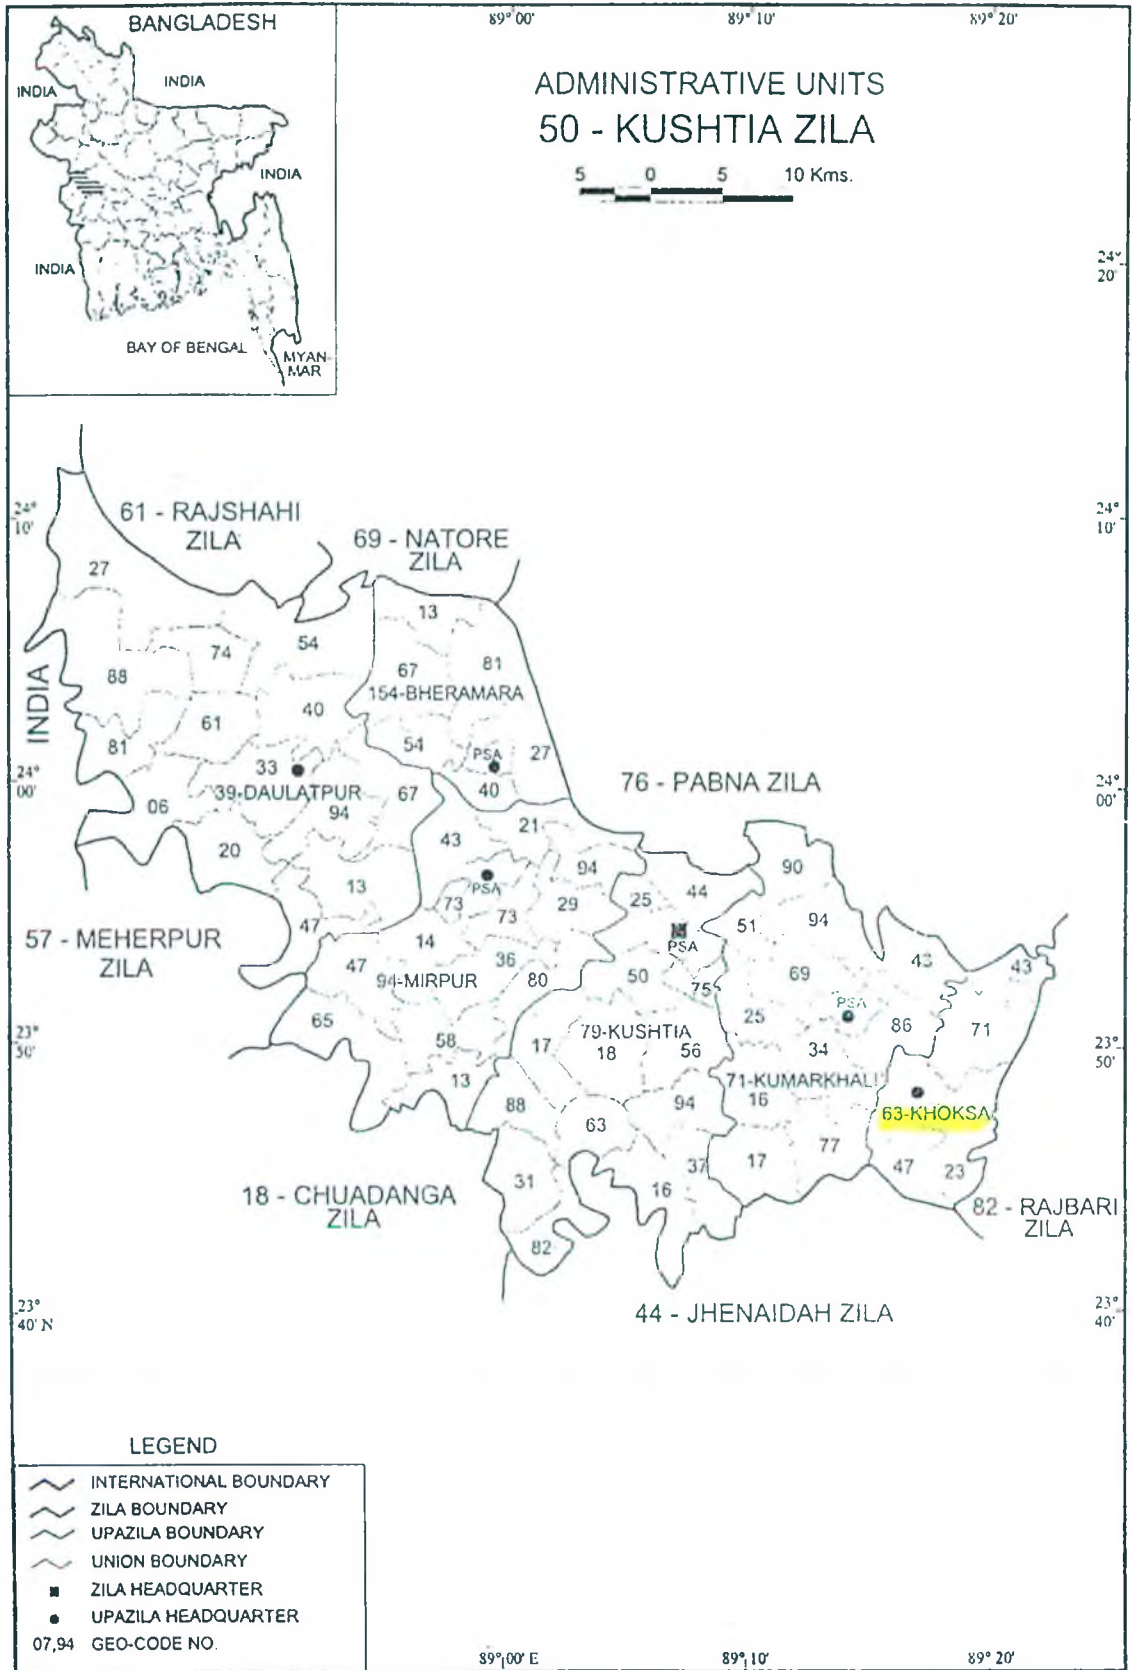 BANGLADESH
INDIA
INDIA
INDIA
INDIA
BAY OF BENGAL
MYAN-
MAR
89° 00'
89° 10'
89° 20'
ADMINISTRATIVE UNITS
50 - KUSHTIA ZILA
5 0 5 10 Kms.
24°
20'
24°
10'
24°
10'
61 - RAJSHAHI
ZILA
69 - NATORE
ZILA
27
13
54
74
81
67
88
INDIA
154-BHERAMARA
40
61
81
54
PSA
27
33
24°
00'
24°
00'
76 - PABNA ZILA
39-DAULATPUR
67
40
06
94
21
43
20
94
90
13
PSA
25
44
73
73
29
51
94
47
57 - MEHERPUR
ZILA
14
PSA
47
36
43
43
94-MIRPUR
80
50
75
69
65
25
PSA
86
71
79-KUSHTIA
23°
50'
23°
50'
58
17
18
56
34
13
71-KUMARKHALI
88
94
16
63-KHOKSA
63
77
17
47
23
37
31
16
18 - CHUADANGA
ZILA
82 - RAJBARI
ZILA
82
44 - JHENAIDAH ZILA
23°
40' N
23°
40'
LEGEND
INTERNATIONAL BOUNDARY
ZILA BOUNDARY
UPAZILA BOUNDARY
UNION BOUNDARY
ZILA HEADQUARTER
UPAZILA HEADQUARTER
07,94 GEO-CODE NO.
89° 00' E
89° 10'
89° 20'